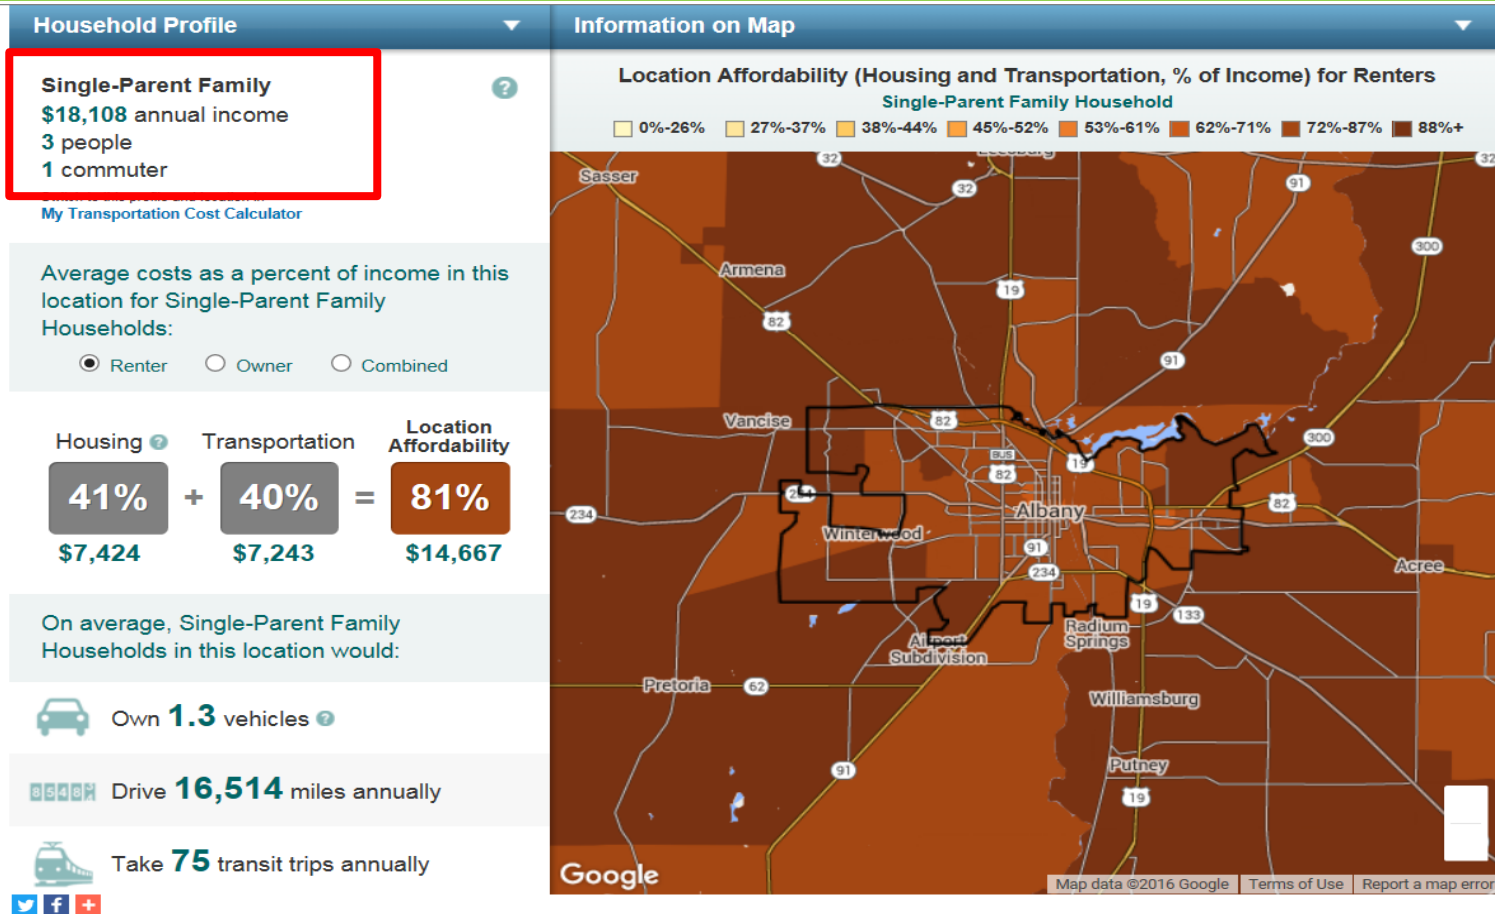 Household Profile
Single-Parent Family
$18,108 annual income
3 people
1 commuter
My Transportation Cost Calculator
Average costs as a percent of income in this
location for Single-Parent Family
Households:
Renter Owner Combined
Housing ? Transportation Location
Affordability
41% + 40% = 81%
$7,424 $7,243 $14,667
On average, Single-Parent Family
Households in this location would:
Own 1.3 vehicles ?
Drive 16,514 miles annually
Take 75 transit trips annually
Information on Map
Location Affordability (Housing and Transportation, % of Income) for Renters
Single-Parent Family Household
0%-26% 27%-37% 38%-44% 45%-52% 53%-61% 62%-71% 72%-87% 88%+
32
32
Sasser
32
91
300
Armena
19
82
91
Vancise
82
300
BUS
82
19
234
82
234
Albany
Winterwood
91
234
Acree
19
133
Radium
Springs
Airport
Subdivision
Pretoria
62
Williamsburg
Putney
91
19
Google
Map data ©2016 Google Terms of Use Report a map error